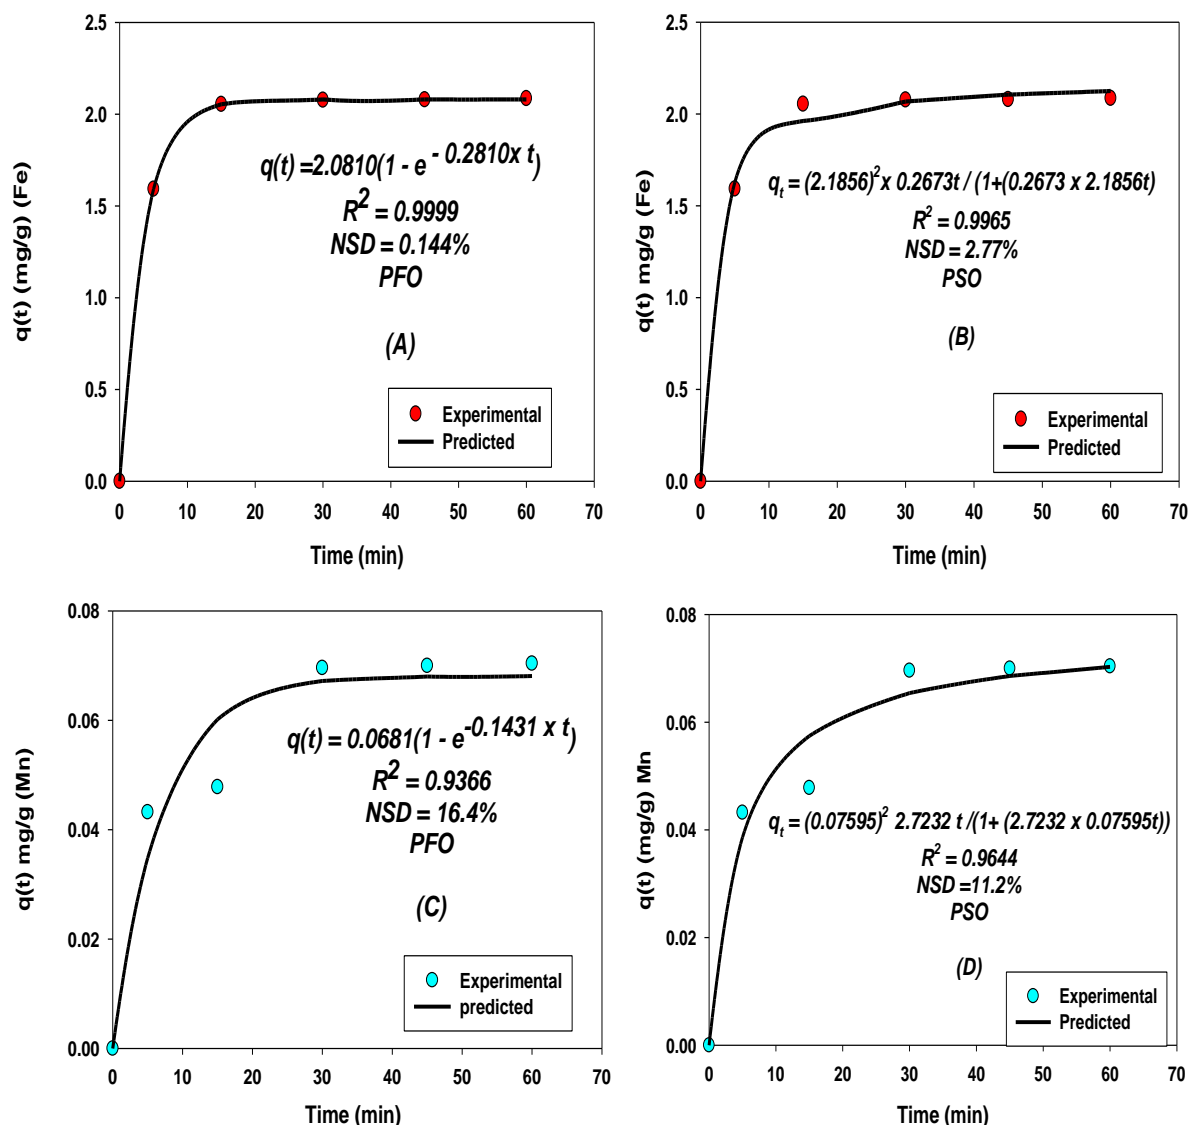 q(t) (mg/g) (Fe)
2.5
2.0
1.5
1.0
0.5
0.0
q(t) =2.0810(1 - e - 0.2810x t)
R2 = 0.9999
NSD = 0.144%
PFO
(A)
Experimental
Predicted
0 10 20 30 40 50 60 70
Time (min)
q(t) mg/g) (Fe)
2.5
2.0
1.5
1.0
0.5
0.0
qt = (2.1856)2 x 0.2673t / (1+(0.2673 x 2.1856t)
R2 = 0.9965
NSD = 2.77%
PSO
(B)
Experimental
Predicted
0 10 20 30 40 50 60 70
Time (min)
q(t) mg/g (Mn)
0.08
0.06
0.04
0.02
0.00
q(t) = 0.0681(1 - e-0.1431 x t)
R2 = 0.9366
NSD = 16.4%
PFO
(C)
Experimental
predicted
0 10 20 30 40 50 60 70
Time (min)
q(t) (mg/g) Mn
0.08
0.06
0.04
0.02
0.00
qt = (0.07595)2 2.7232 t /(1+ (2.7232 x 0.07595t))
R2 = 0.9644
NSD =11.2%
PSO
(D)
Experimental
Predicted
0 10 20 30 40 50 60 70
Time (min)